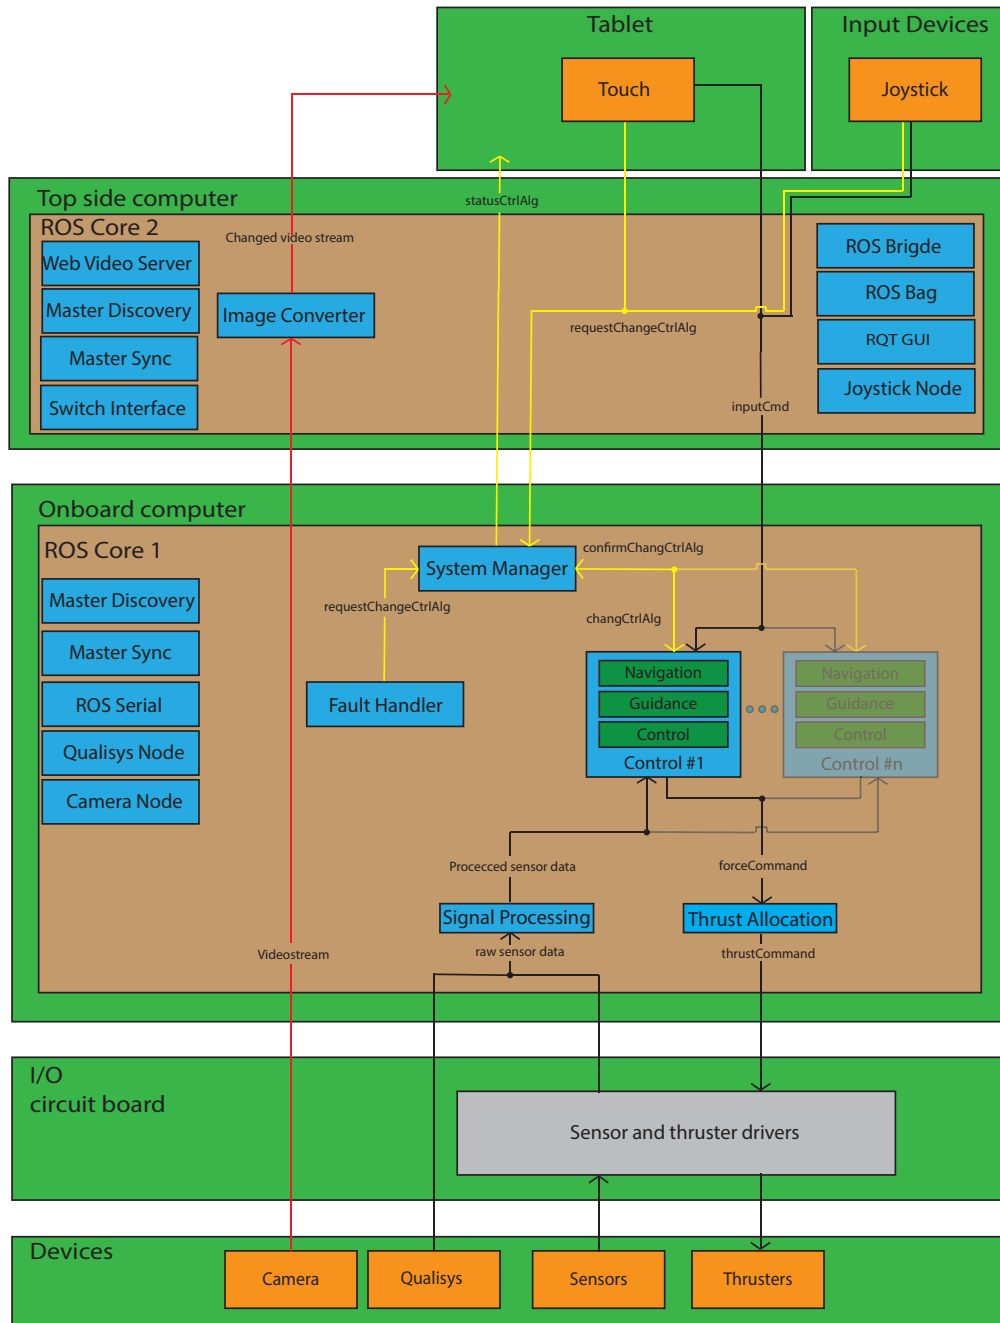 Tablet
Input Devices
Touch
Joystick
Top side computer
statusCtrlAlg
ROS Core 2
Changed video stream
Web Video Server
Master Discovery
Master Sync
Switch Interface
Image Converter
requestChangeCtrlAlg
inputCmd
ROS Brigde
ROS Bag
RQT GUI
Joystick Node
Onboard computer
ROS Core 1
Master Discovery
Master Sync
ROS Serial
Qualisys Node
Camera Node
System Manager
confirmChangCtrlAlg
requestChangeCtrlAlg
changCtrlAlg
Fault Handler
Navigation
Guidance
Control
Control #1
Navigation
Guidance
Control
Control #n
Procecced sensor data
forceCommand
Signal Processing
Thrust Allocation
Videostream
raw sensor data
thrustCommand
I/O
circuit board
Sensor and thruster drivers
Devices
Camera
Qualisys
Sensors
Thrusters